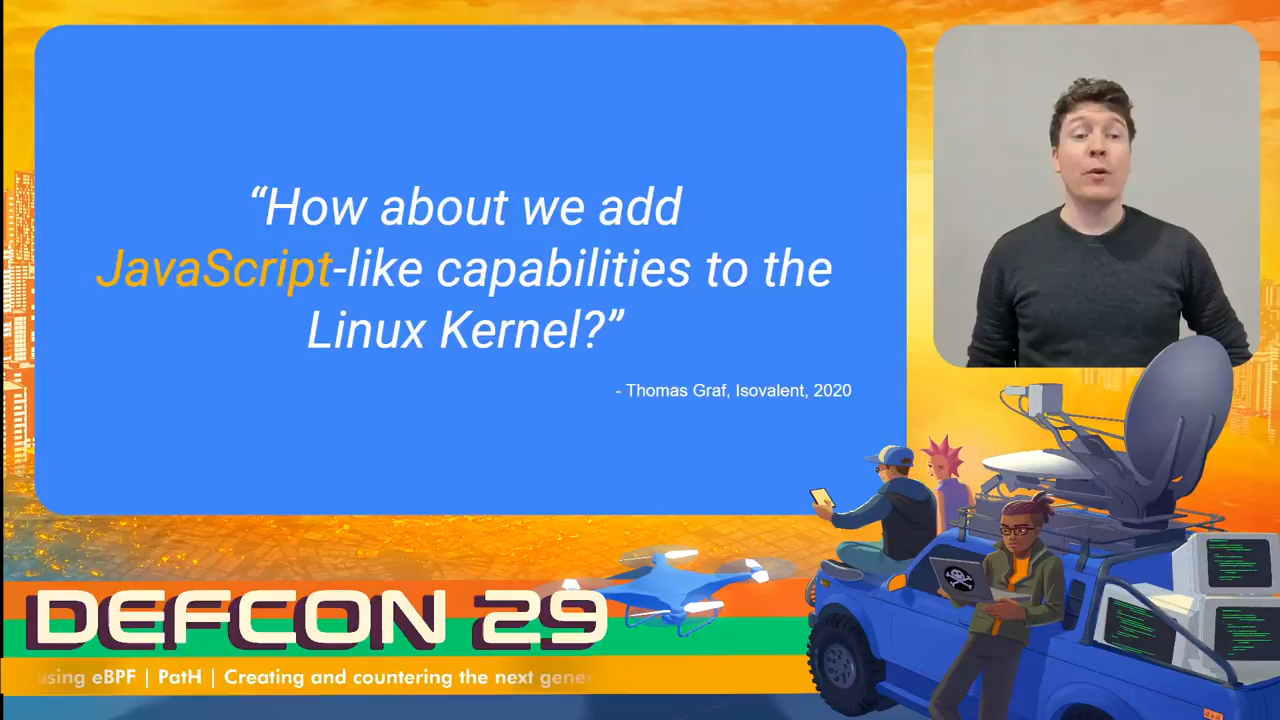 “How about we add
JavaScript-like capabilities to the
Linux Kernel?”
- Thomas Graf, Isovalent, 2020
DEFCON 29
using eBPF | PatH | Creating and countering the next gener